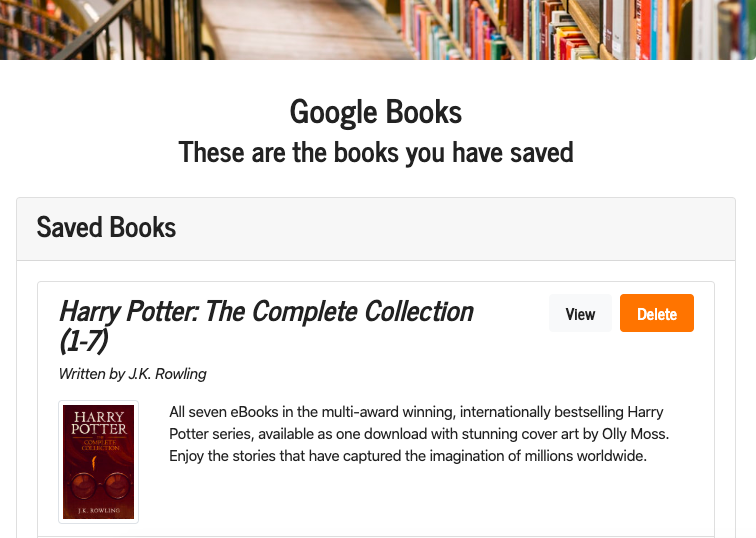 Google Books
These are the books you have saved
Saved Books
Harry Potter: The Complete Collection
(1-7)
View
Delete
Written by J.K. Rowling
HARRY
POTTER
THE
COMPLETE
COLLECTION
J.K. ROWLING
All seven eBooks in the multi-award winning, internationally bestselling Harry
Potter series, available as one download with stunning cover art by Olly Moss.
Enjoy the stories that have captured the imagination of millions worldwide.